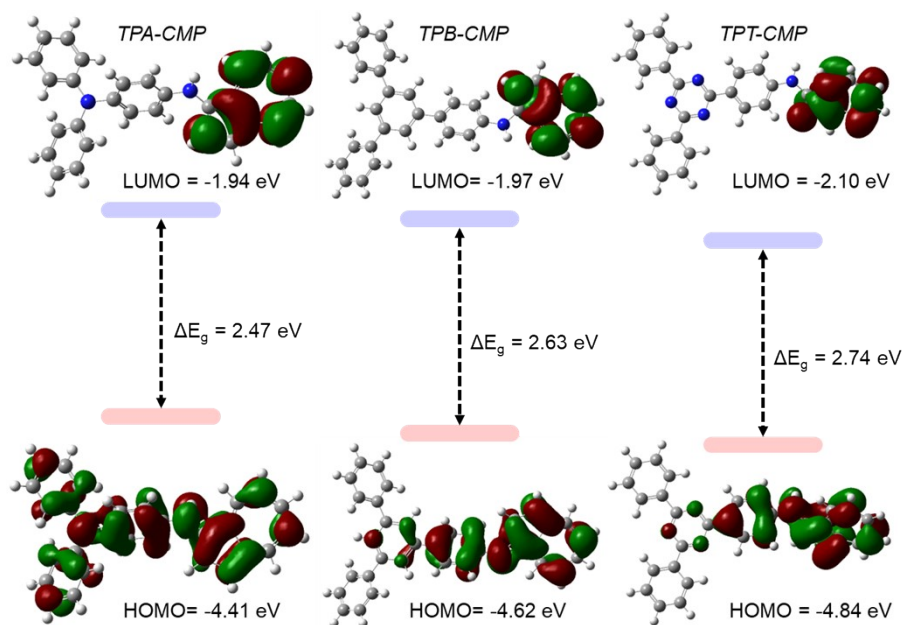 TPA-CMP
TPB-CMP
TPT-CMP
LUMO = -1.94 eV
LUMO= -1.97 eV
LUMO = -2.10 eV
ΔEg = 2.47 eV
ΔEg = 2.63 eV
ΔEg = 2.74 eV
HOMO= -4.41 eV
HOMO= -4.62 eV
HOMO = -4.84 eV